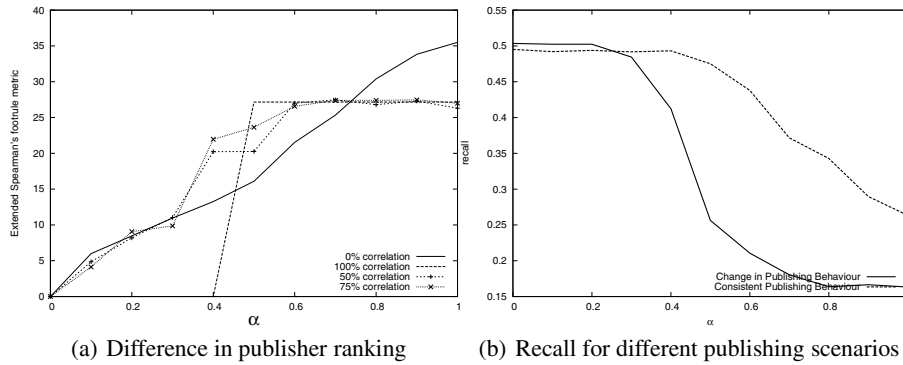 40
35
30
25
20
15
10
5
0
Extended Spearman's footrule metric
0 0.2 0.4 0.6 0.8 1
α
0% correlation
100% correlation
50% correlation
75% correlation
(a) Difference in publisher ranking
0.55
0.5
0.45
0.4
0.35
0.3
0.25
0.2
0.15
recall
0 0.2 0.4 0.6 0.8
α
Change in Publishing Behaviour
Consistent Publishing Behaviour
(b) Recall for different publishing scenarios